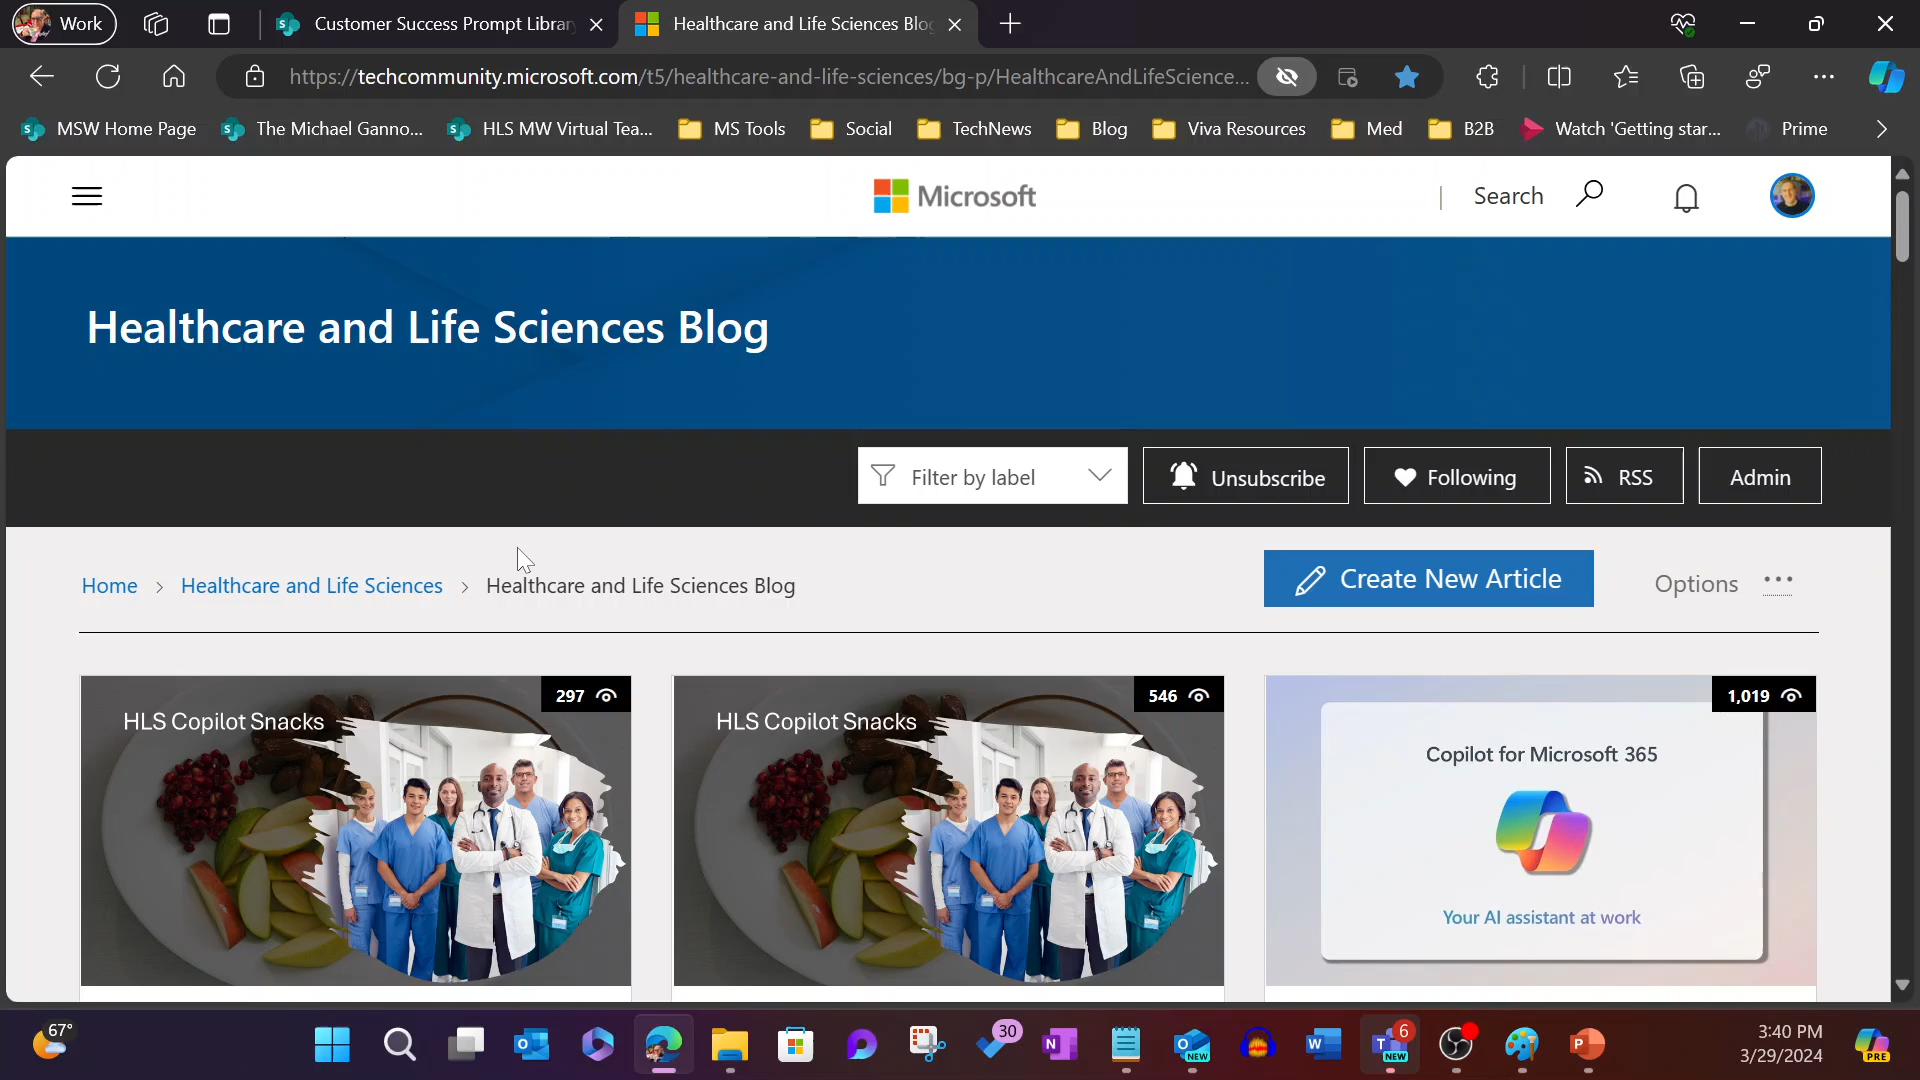 Work
Customer Success Prompt Librar
Healthcare and Life Sciences Blog
https://techcommunity.microsoft.com/t5/healthcare-and-life-sciences/bg-p/HealthcareAndLifeScience...
MSW Home Page
The Michael Ganno...
HLS MW Virtual Tea...
MS Tools
Social
TechNews
Blog
Viva Resources
Med
B2B
Watch 'Getting star...
Prime
Microsoft
Search
Healthcare and Life Sciences Blog
Filter by label
Unsubscribe
Following
RSS
Admin
Home > Healthcare and Life Sciences > Healthcare and Life Sciences Blog
Create New Article
Options
297
HLS Copilot Snacks
546
HLS Copilot Snacks
1,019
Copilot for Microsoft 365
Your AI assistant at work
67°
30
NEW
6
NEW
PRE
3:40 PM
3/29/2024